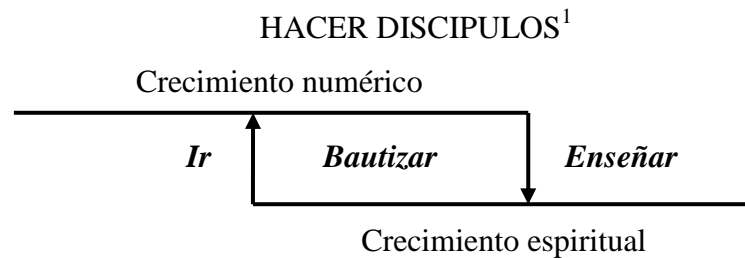 HACER DISCIPULOS¹
Crecimiento numérico
Ir Bautizar Enseñar
Crecimiento espiritual